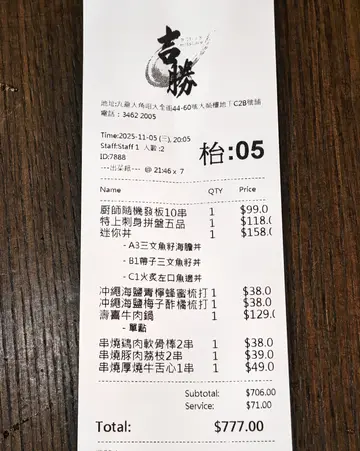 吉勝
地址:九龍大角咀大全街44-60號大鴻樓地下C2B號舖
電話：3462 2005
Time:2025-11-05 (三), 20:05
Staff:Staff 1 人數:2
ID:7888
枱:05
@ 21:46 x 7
Name QTY Price
廚師隨機發板10串 1 $99.0
特上刺身拼盤五品 1 $118.0
迷你丼 1 $158.0
- A3三文魚籽海膽丼
- B1帶子三文魚籽丼
- C1火炙左口魚邊丼
沖繩海鹽青檸蜂蜜梳打 1 $38.0
沖繩海鹽梅子酢橘梳打 1 $38.0
壽喜牛肉鍋 1 $129.0
- 單點
串燒鷄肉軟骨棒2串 1 $38.0
串燒豚肉荔枝2串 1 $39.0
串燒厚燒牛舌心1串 1 $49.0
Subtotal: $706.00
Service: $71.00
Total: $777.00